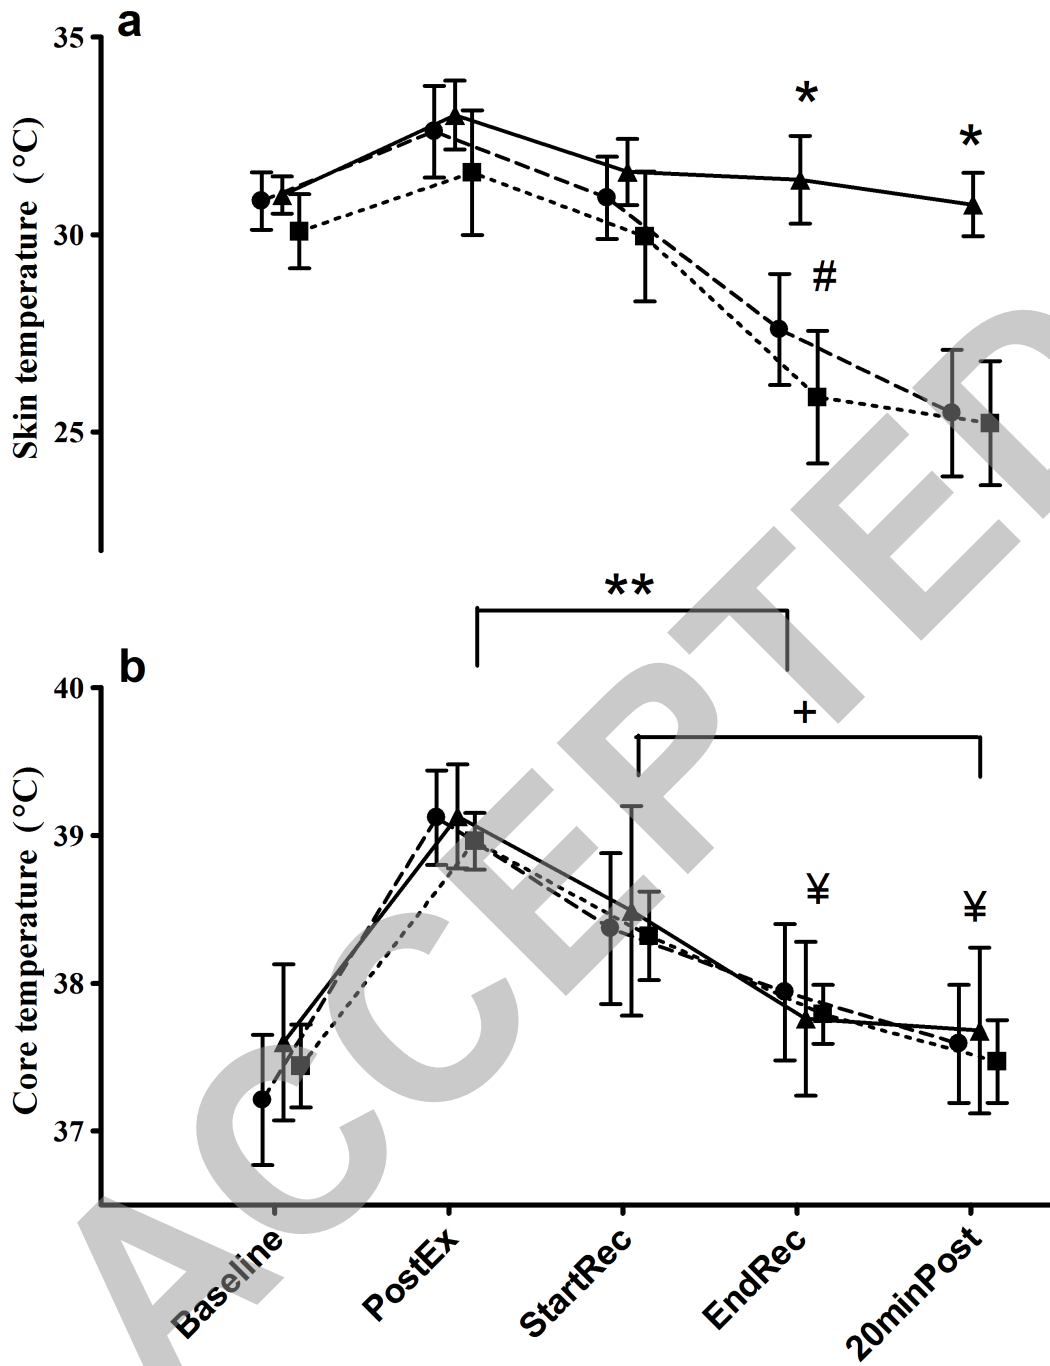 a
35
30
25
Skin temperature (°C)
*
*
#
**
b
40
39
38
37
Core temperature (°C)
+
¥
¥
Baseline
PostEx
StartRec
EndRec
20minPost
ACCEPTED